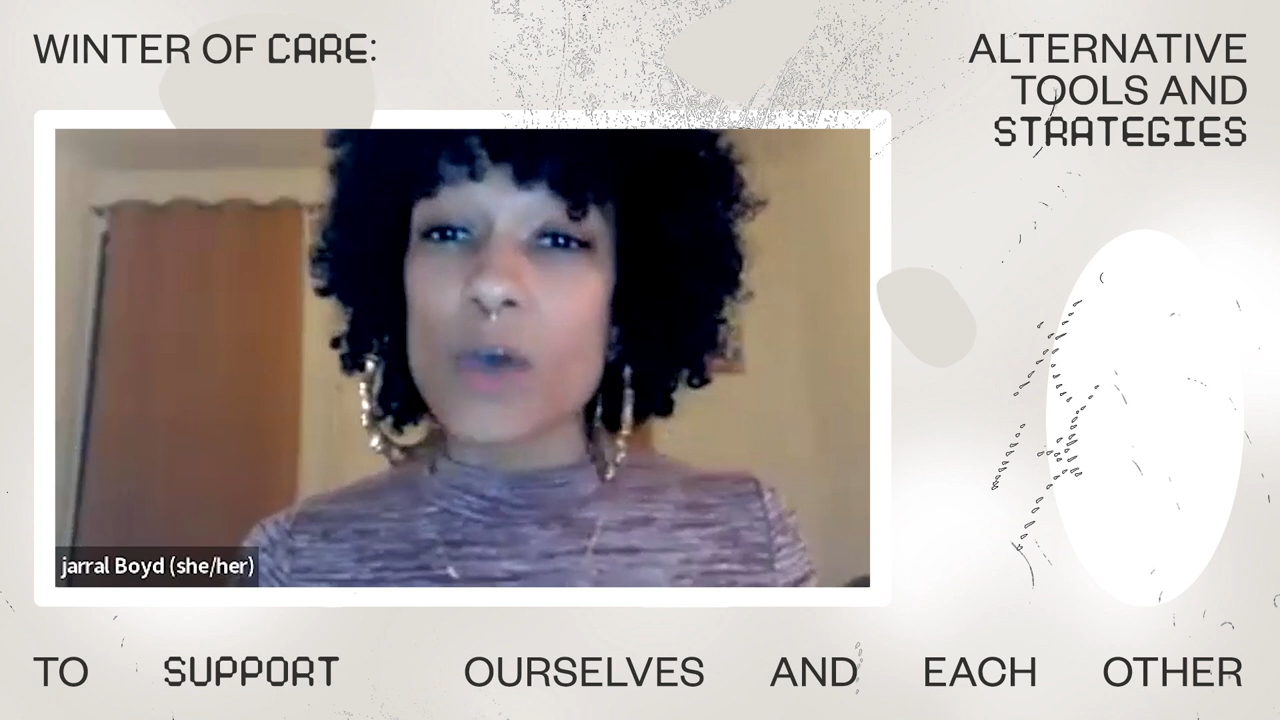 WINTER OF CARE:
ALTERNATIVE
TOOLS AND
STRATEGIES
jarral Boyd (she/her)
TO SUPPORT OURSELVES AND EACH OTHER